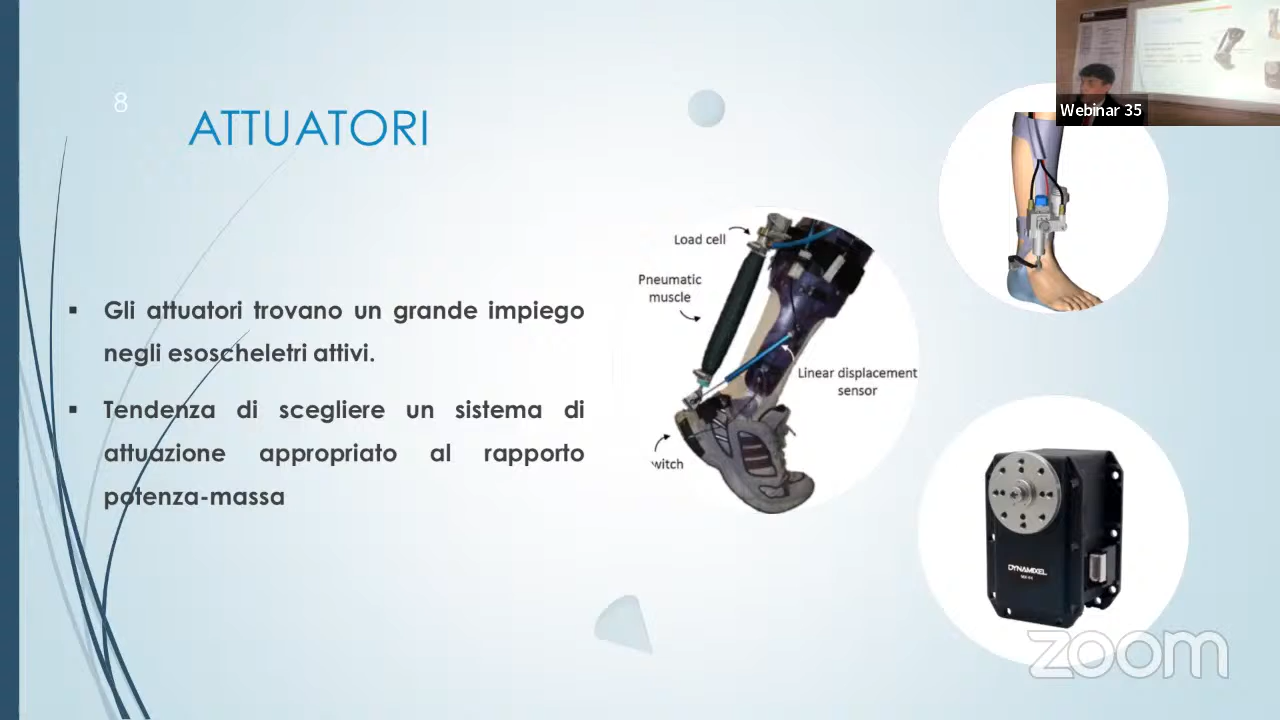 Webinar 35
8
ATTUATORI
▪ Gli attuatori trovano un grande impiego
negli esoscheletri attivi.
▪ Tendenza di scegliere un sistema di
attuazione appropriato al rapporto
potenza-massa
Load cell
Pneumatic
muscle
Linear displacement
sensor
witch
DYNAMIXEL
zoom